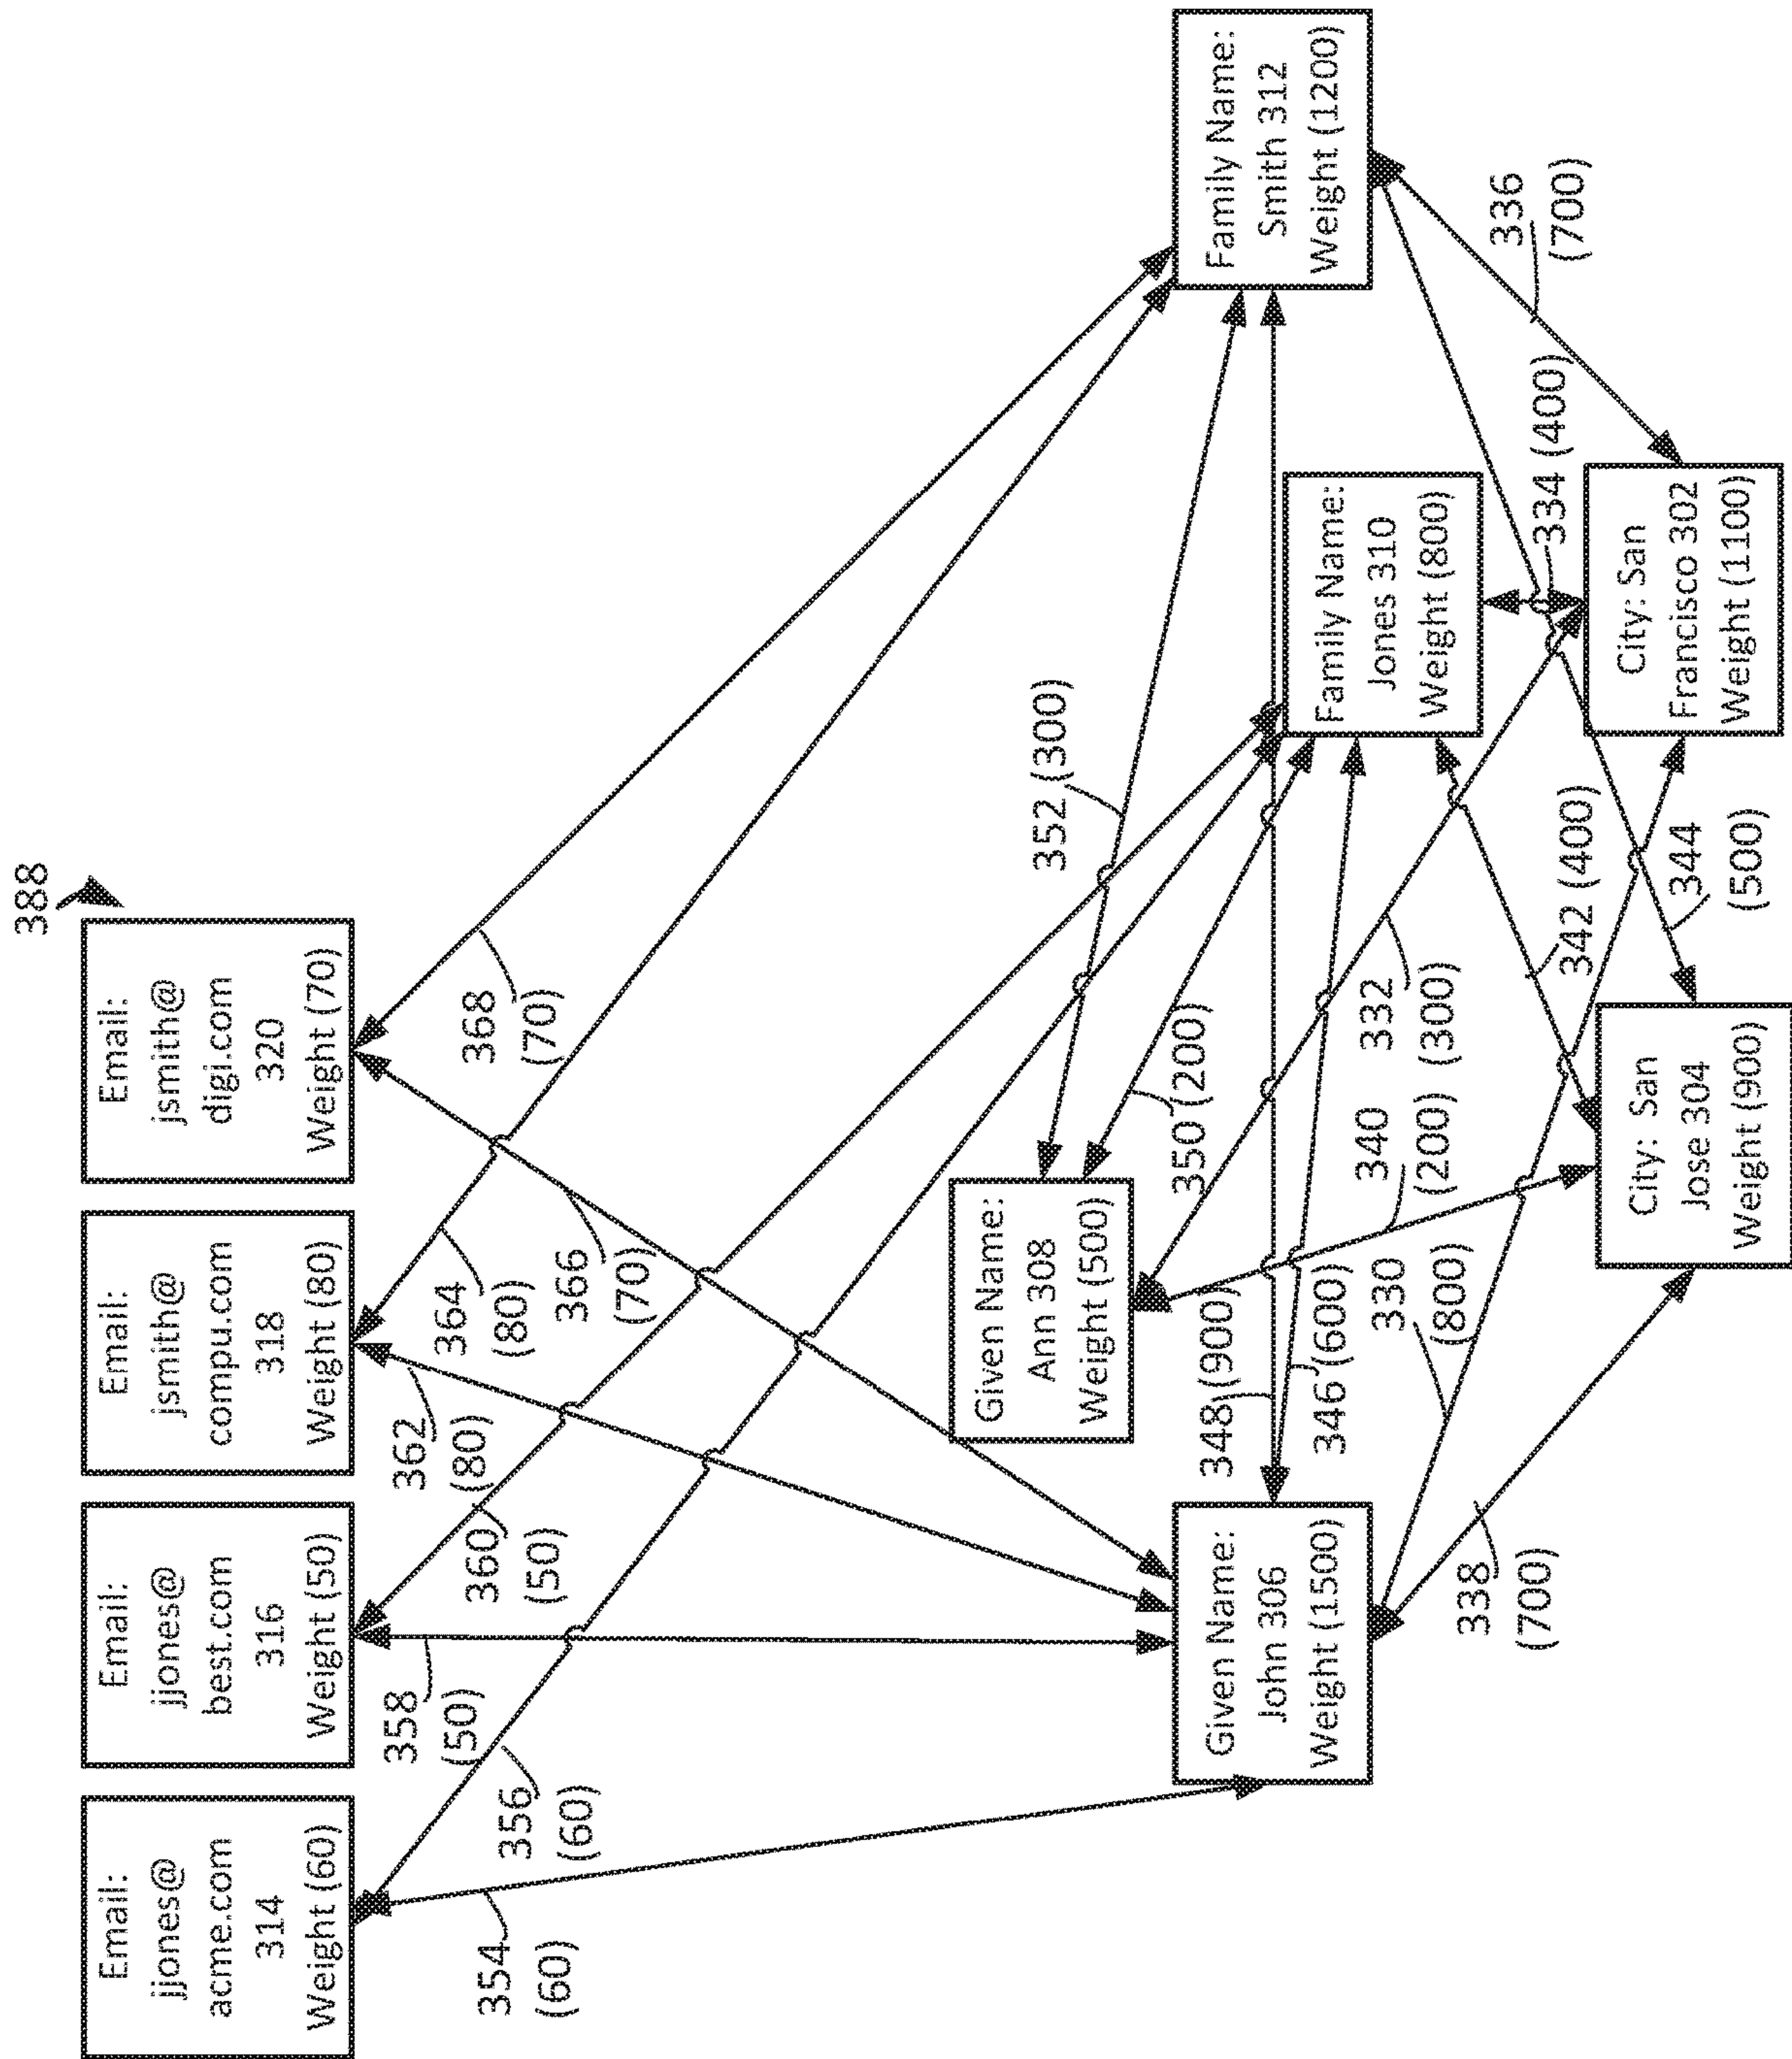 388
Email:
jjones@
acme.com
314
Weight (60)
Email:
jjones@
best.com
316
Weight (50)
Email:
jsmith@
compu.com
318
Weight (80)
Email:
jsmith@
digi.com
320
Weight (70)
354
(60)
356
(60)
358
(50)
360
(50)
362
(80)
364
(80)
366
(70)
368
(70)
Given Name:
Ann 308
Weight (500)
352 (300)
350 (200)
Given Name:
John 306
Weight (1500)
348 (900)
346 (600)
Family Name:
Jones 310
Weight (800)
Family Name:
Smith 312
Weight (1200)
330
(800)
340
(200)
332
(300)
338
(700)
342 (400)
344
(500)
334 (400)
336
(700)
City: San
Jose 304
Weight (900)
City: San
Francisco 302
Weight (1100)